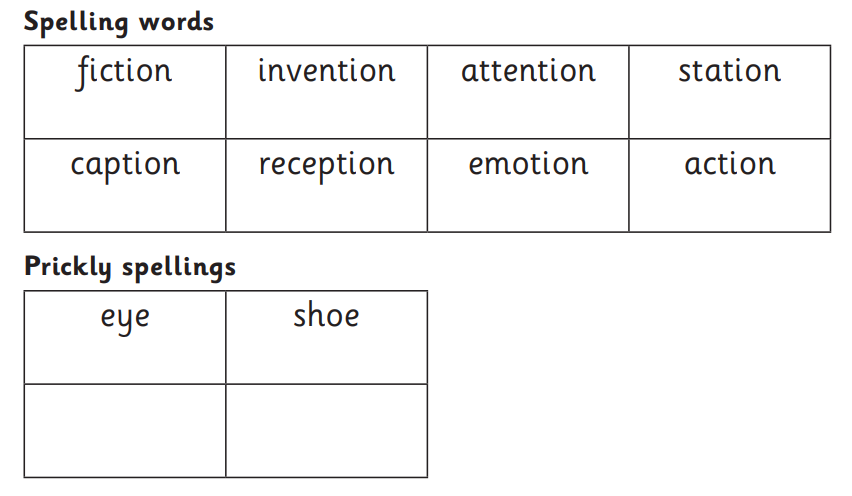 Spelling words
fiction invention attention station
caption reception emotion action
Prickly spellings
eye shoe